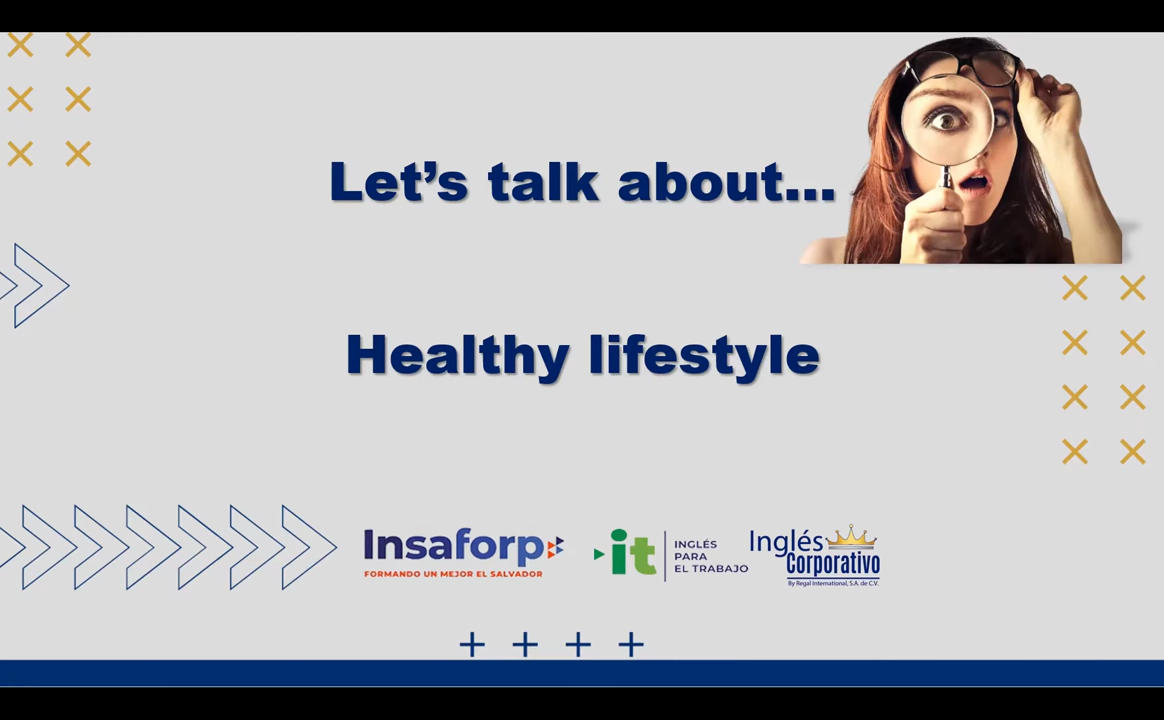 Let’s talk about…
Healthy lifestyle
Insaforp
FORMANDO UN MEJOR EL SALVADOR
it
INGLÉS
PARA
EL TRABAJO
Inglés
Corporativo
By Regal International, S.A. de C.V.